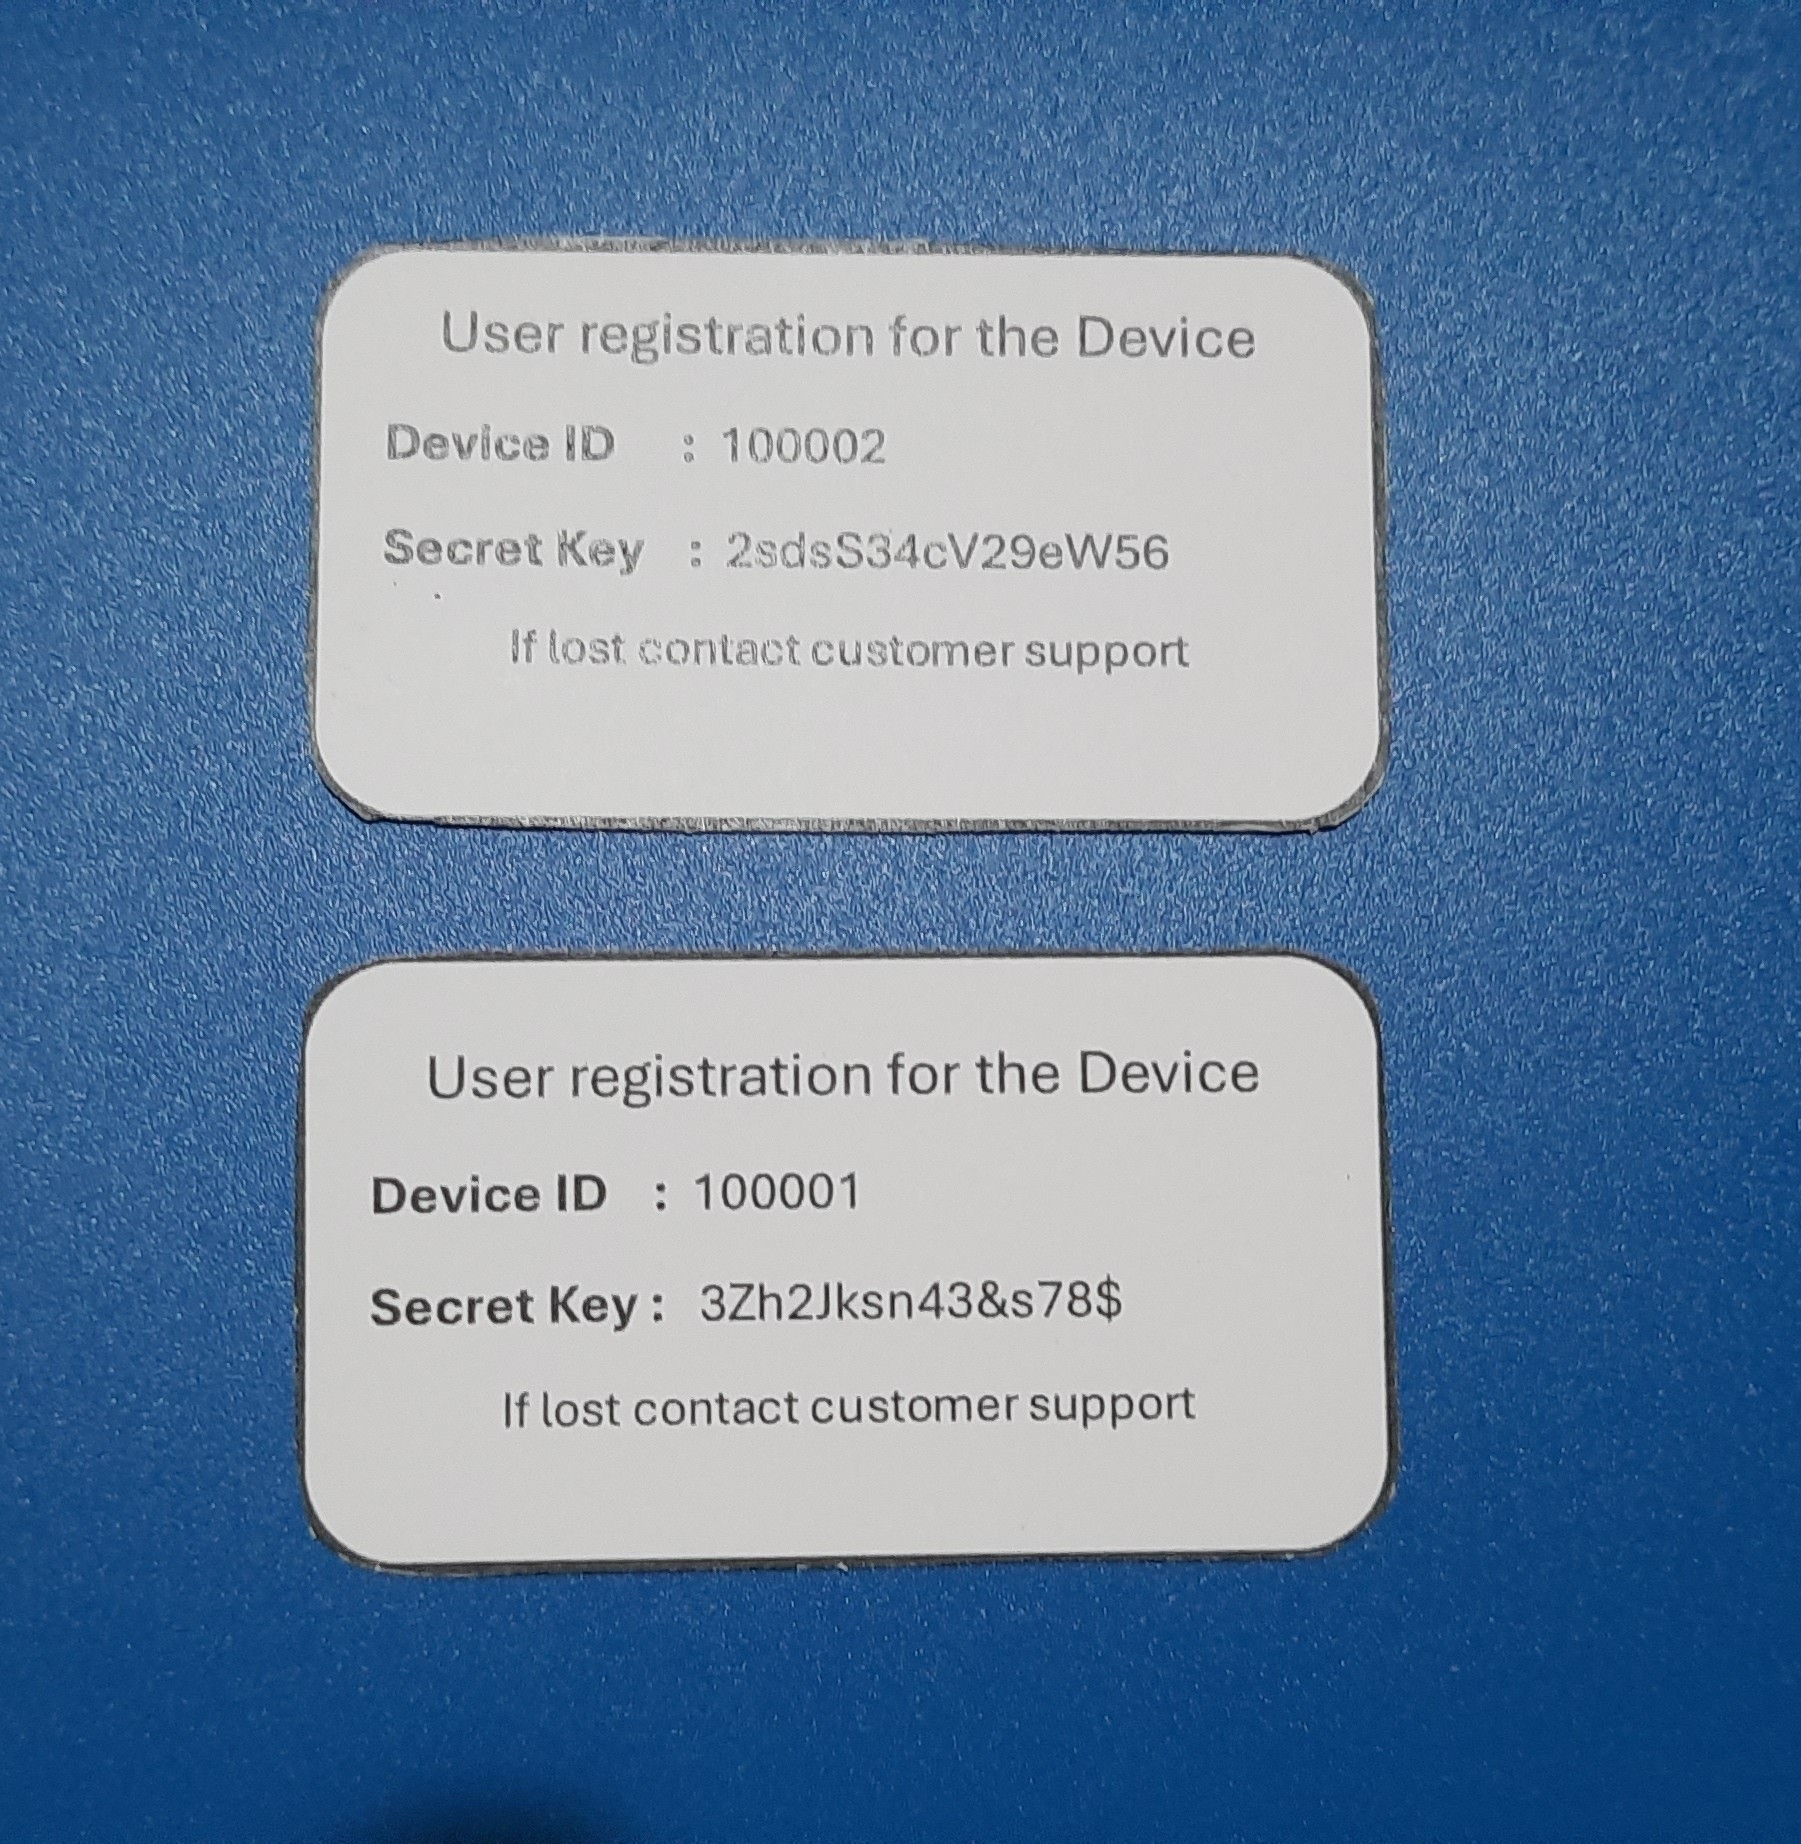 User registration for the Device
Device ID : 100002
Secret Key : 2sdsS34cV29eW56
If lost contact customer support
User registration for the Device
Device ID : 100001
Secret Key : 3Zh2Jksn43&s78$
If lost contact customer support